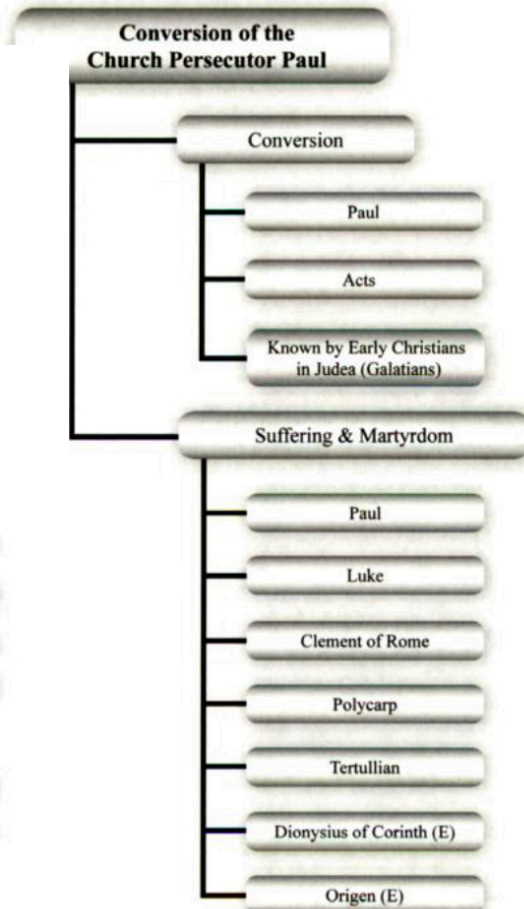 Conversion of the
Church Persecutor Paul
Conversion
Paul
Acts
Known by Early Christians
in Judea (Galatians)
Suffering & Martyrdom
Paul
Luke
Clement of Rome
Polycarp
Tertullian
Dionysius of Corinth (E)
Origen (E)